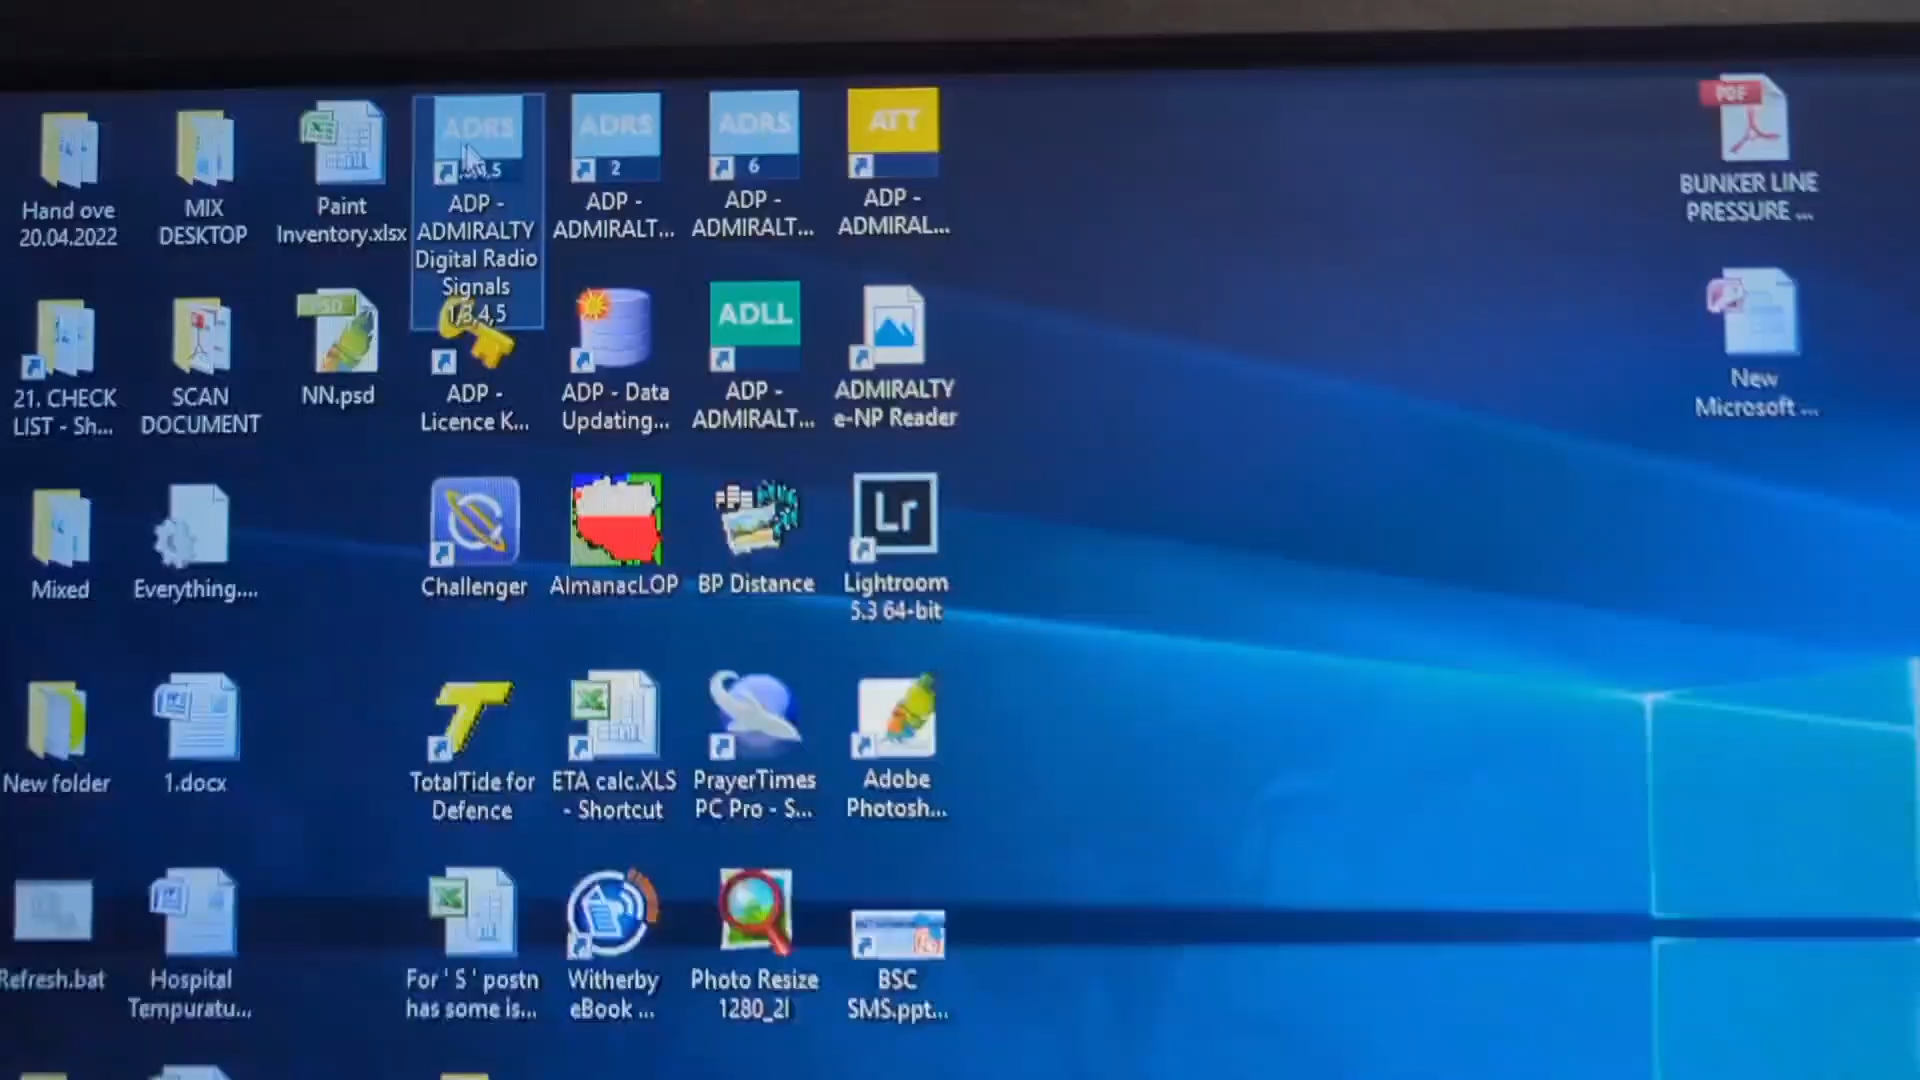 Hand ove
20.04.2022
MIX
DESKTOP
Paint
Inventory.xlsx
ADRS
ADP -
ADMIRALTY
Digital Radio
Signals
1,3,4,5
ADRS
2
ADP -
ADMIRALT...
ADRS
6
ADP -
ADMIRALT...
ATT
ADP -
ADMIRAL...
PDF
BUNKER LINE
PRESSURE ...
21. CHECK
LIST - Sh...
SCAN
DOCUMENT
NN.psd
ADP -
Licence K...
ADP - Data
Updating...
ADLL
ADP -
ADMIRALT...
ADMIRALTY
e-NP Reader
New
Microsoft ...
Mixed
Everything....
Challenger
AlmanacLOP
BP Distance
Lr
Lightroom
5.3 64-bit
New folder
1.docx
TotalTide for
Defence
ETA calc.XLS
- Shortcut
PrayerTimes
PC Pro - S...
Adobe
Photosh...
Refresh.bat
Hospital
Tempuratu...
For ' S ' postn
has some is...
Witherby
eBook ...
Photo Resize
BSC
SMS.ppt...